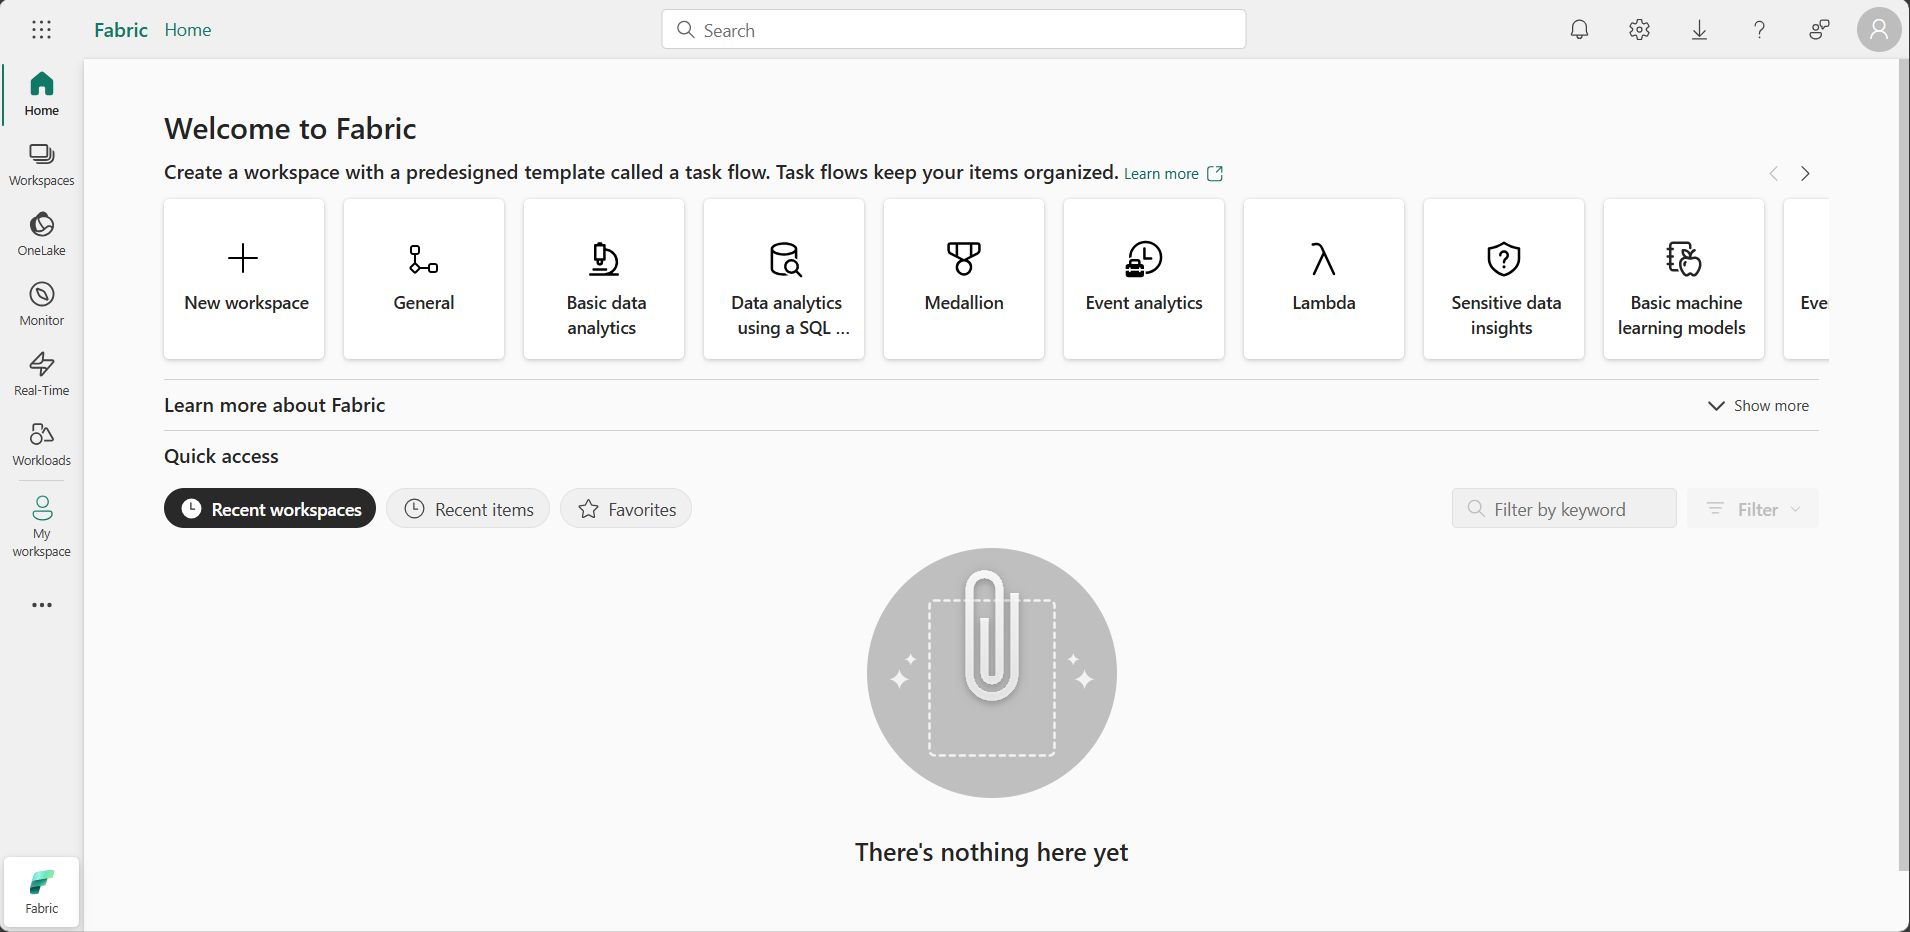 Fabric Home
Search
Home
Workspaces
OneLake
Monitor
Real-Time
Workloads
My
workspace
Fabric
Welcome to Fabric
Create a workspace with a predesigned template called a task flow. Task flows keep your items organized. Learn more
New workspace
General
Basic data
analytics
Data analytics
using a SQL ...
Medallion
Event analytics
Lambda
Sensitive data
insights
Basic machine
learning models
Eve
Learn more about Fabric
Show more
Quick access
Recent workspaces
Recent items
Favorites
Filter by keyword
Filter
There's nothing here yet